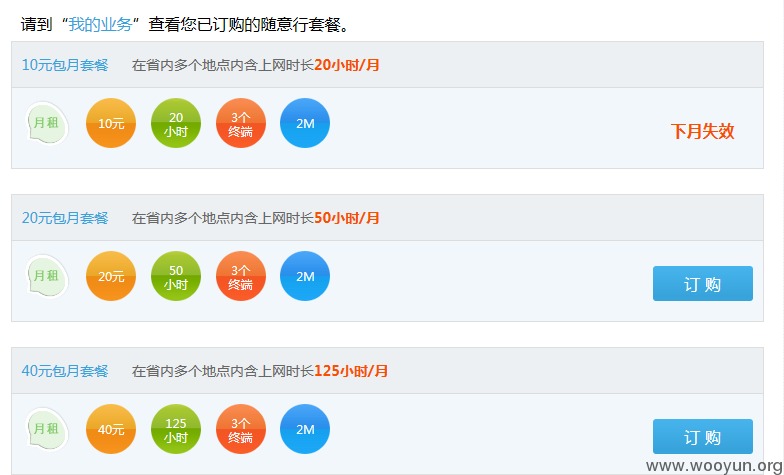 请到“我的业务”查看您已订购的随意行套餐。
10元包月套餐 在省内多个地点内含上网时长20小时/月
月租 10元 20小时 3个终端 2M
下月失效
20元包月套餐 在省内多个地点内含上网时长50小时/月
月租 20元 50小时 3个终端 2M
订 购
40元包月套餐 在省内多个地点内含上网时长125小时/月
月租 40元 125小时 3个终端 2M
订 购
www.wooyun.org